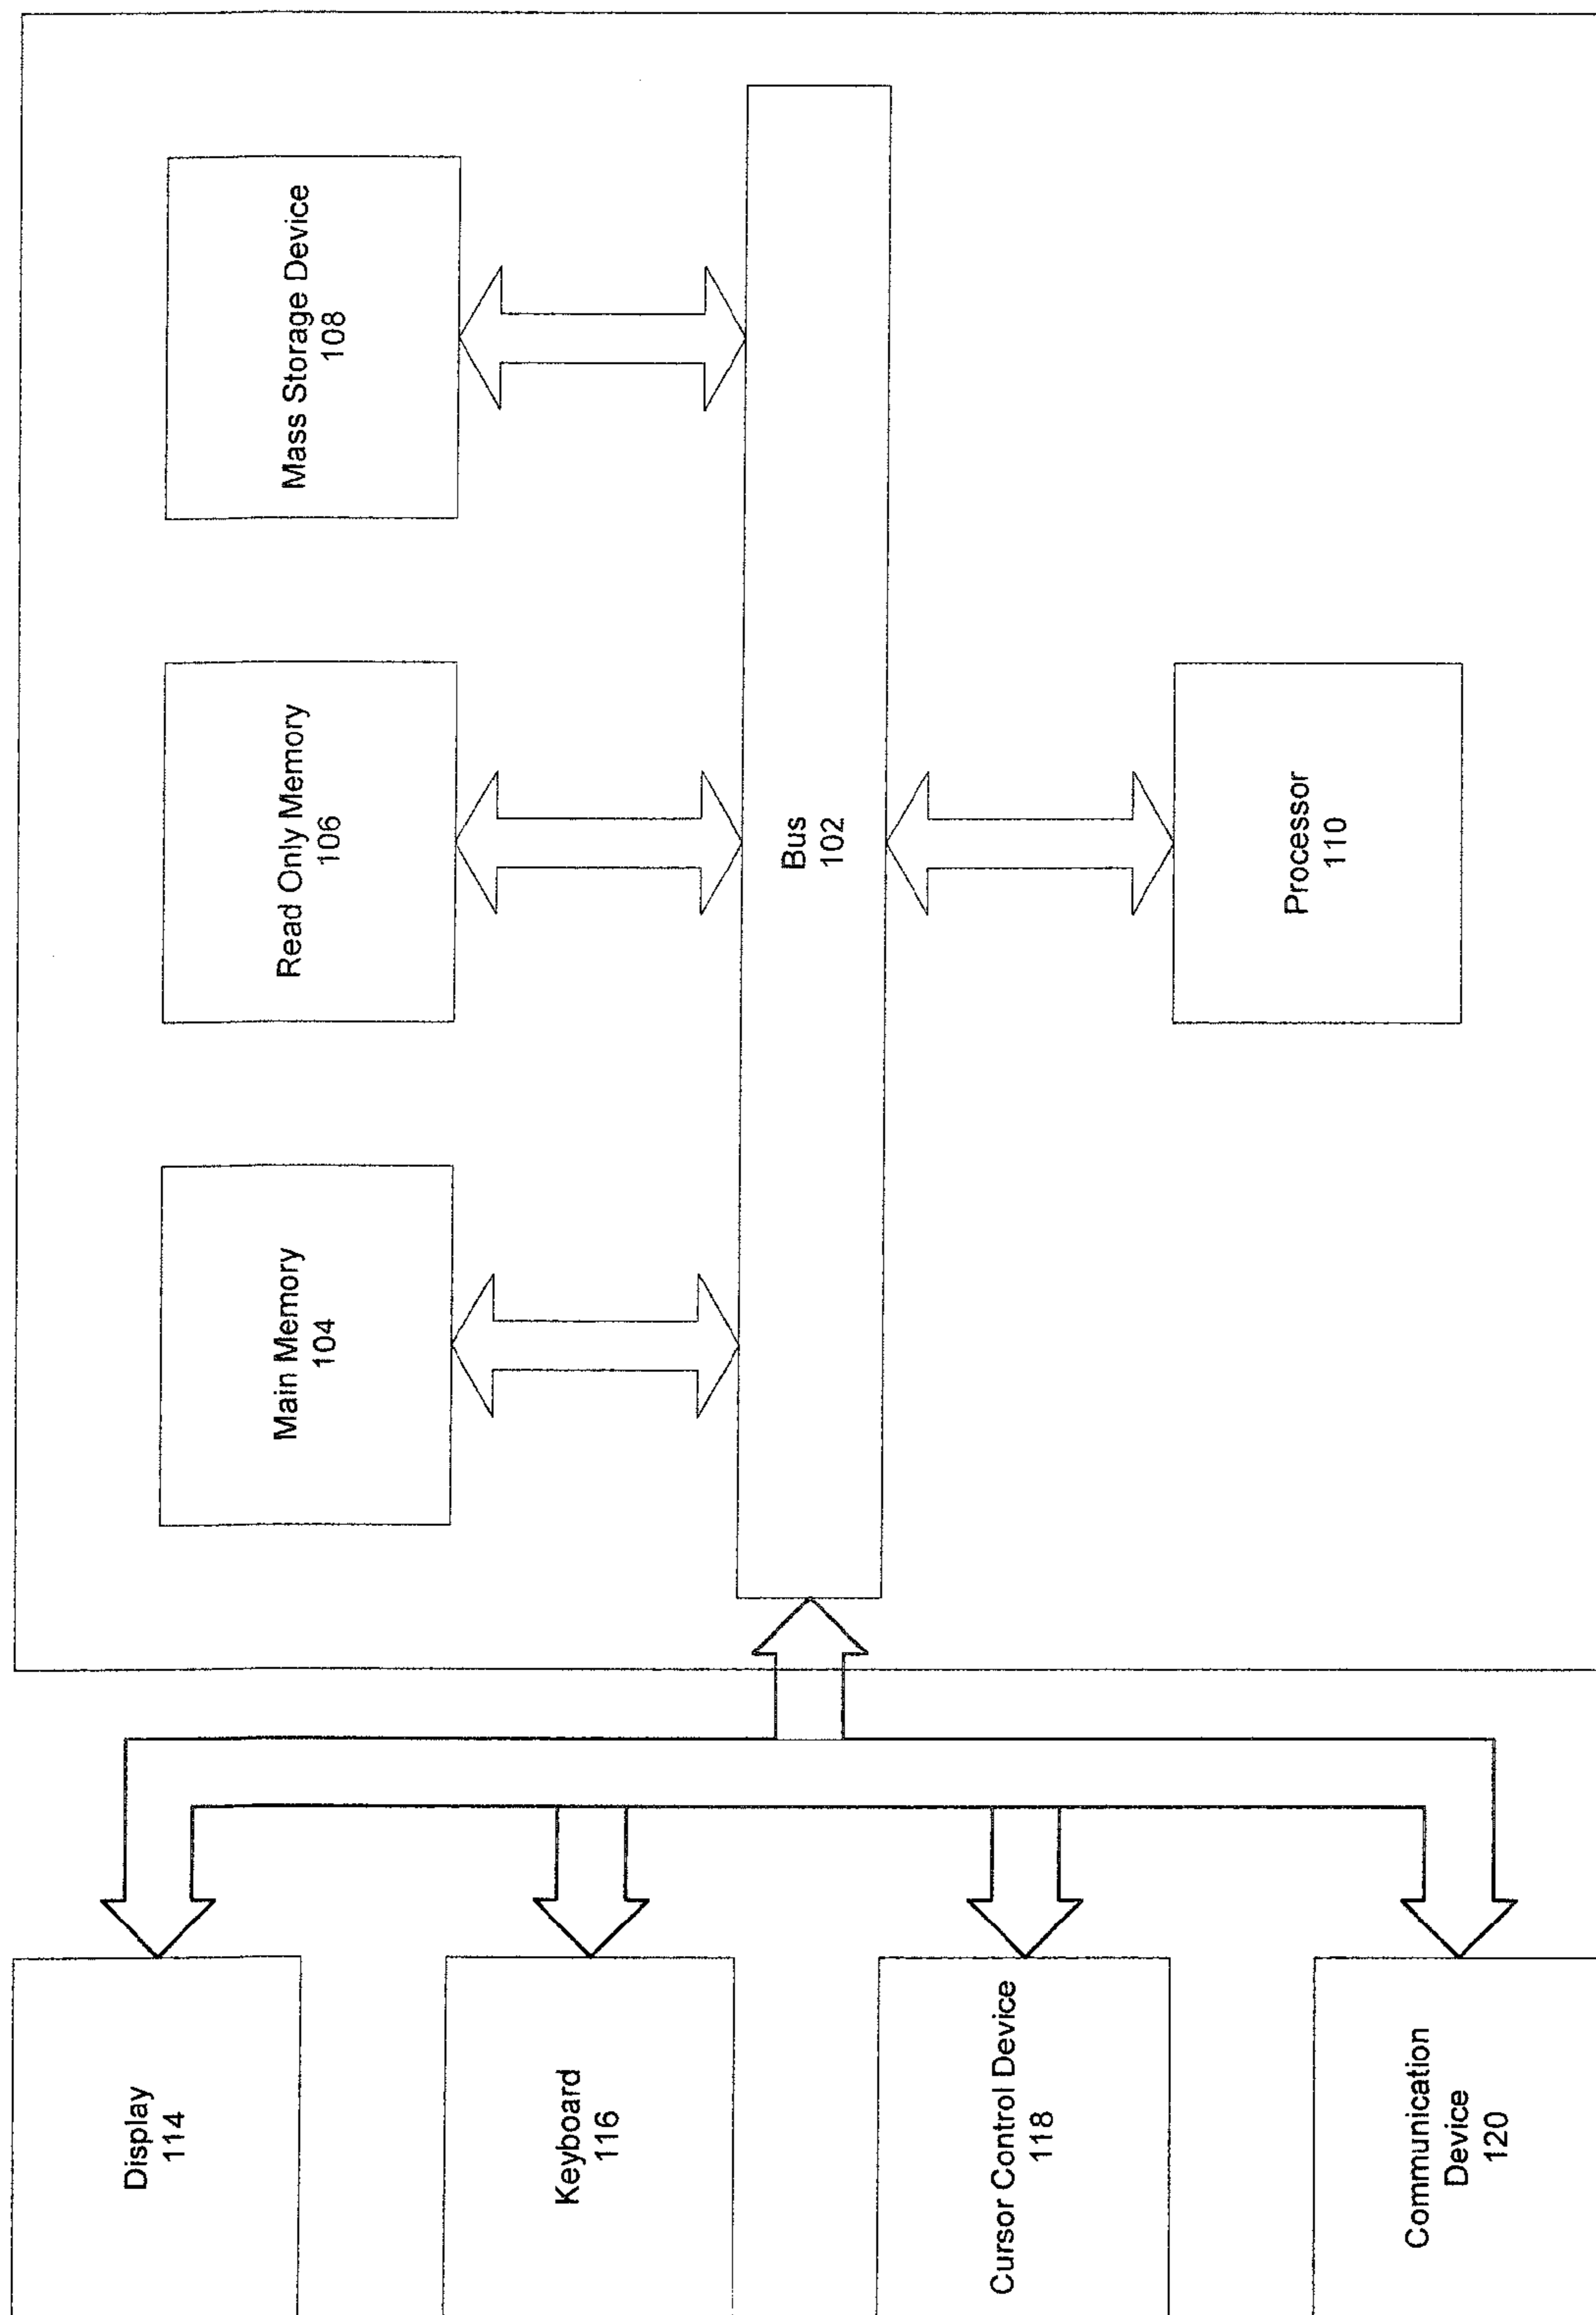 Display
114
Keyboard
116
Cursor Control Device
118
Communication
Device
120
Main Memory
104
Read Only Memory
106
Mass Storage Device
108
Bus
102
Processor
110